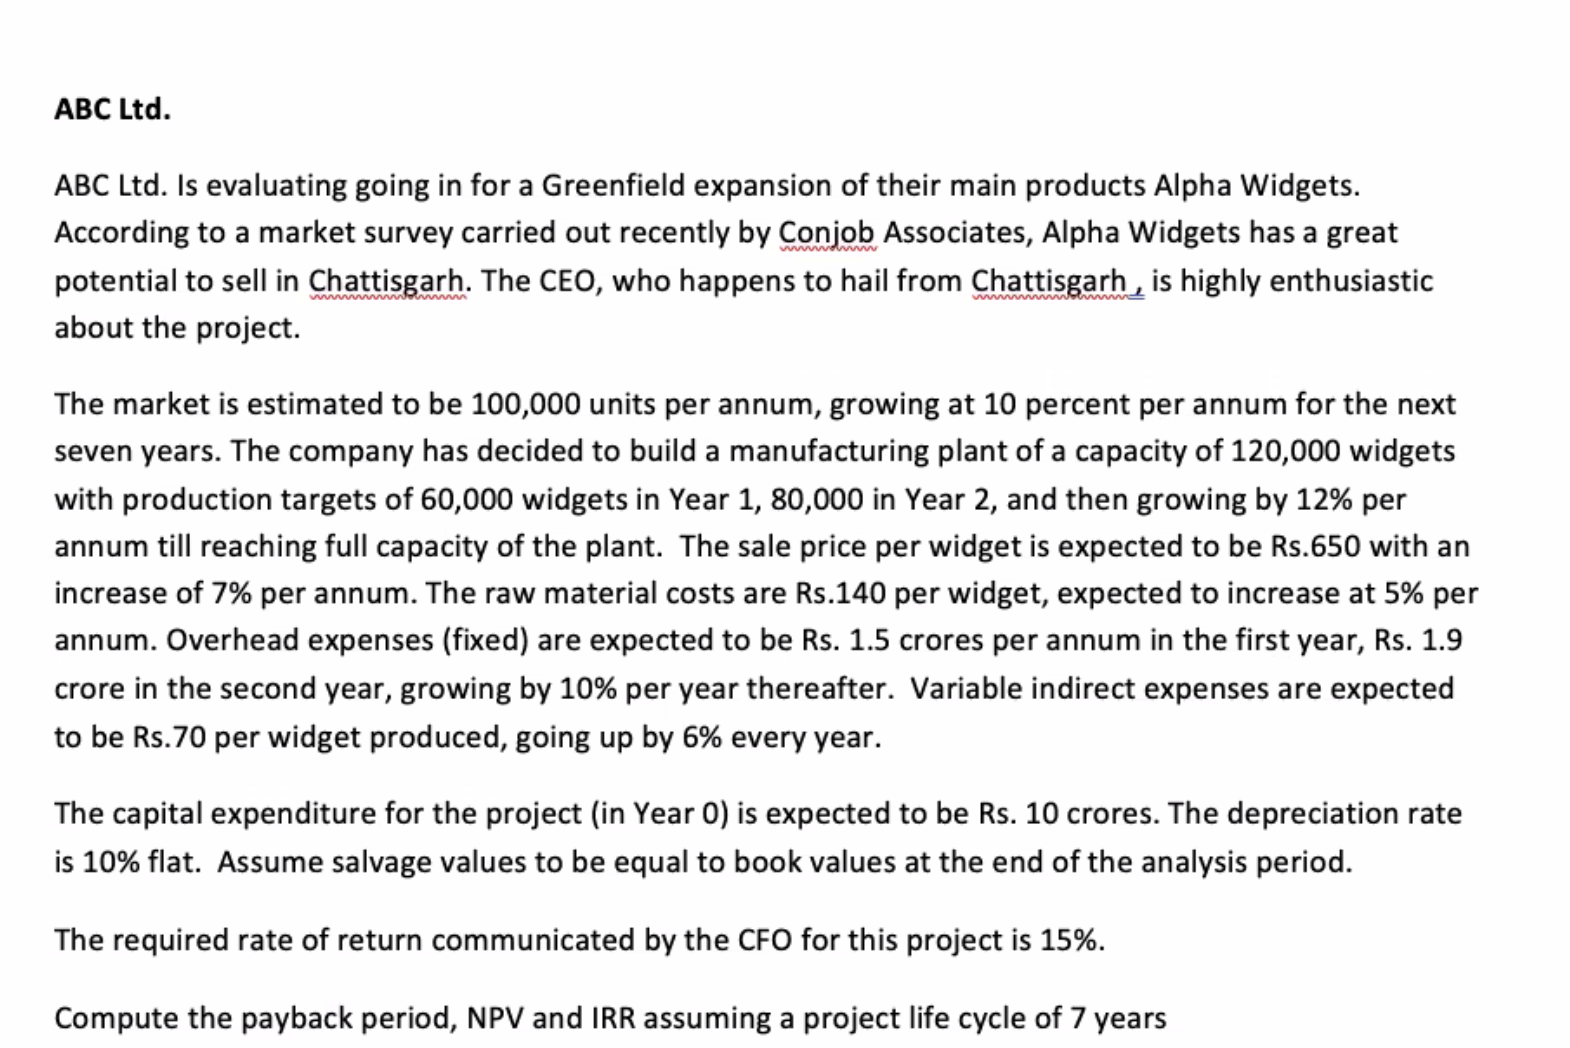 ABC Ltd.
ABC Ltd. Is evaluating going in for a Greenfield expansion of their main products Alpha Widgets.
According to a market survey carried out recently by Conjob Associates, Alpha Widgets has a great
potential to sell in Chattisgarh. The CEO, who happens to hail from Chattisgarh , is highly enthusiastic
about the project.
The market is estimated to be 100,000 units per annum, growing at 10 percent per annum for the next
seven years. The company has decided to build a manufacturing plant of a capacity of 120,000 widgets
with production targets of 60,000 widgets in Year 1, 80,000 in Year 2, and then growing by 12% per
annum till reaching full capacity of the plant.  The sale price per widget is expected to be Rs.650 with an
increase of 7% per annum. The raw material costs are Rs.140 per widget, expected to increase at 5% per
annum. Overhead expenses (fixed) are expected to be Rs. 1.5 crores per annum in the first year, Rs. 1.9
crore in the second year, growing by 10% per year thereafter.  Variable indirect expenses are expected
to be Rs.70 per widget produced, going up by 6% every year.
The capital expenditure for the project (in Year 0) is expected to be Rs. 10 crores. The depreciation rate
is 10% flat.  Assume salvage values to be equal to book values at the end of the analysis period.
The required rate of return communicated by the CFO for this project is 15%.
Compute the payback period, NPV and IRR assuming a project life cycle of 7 years